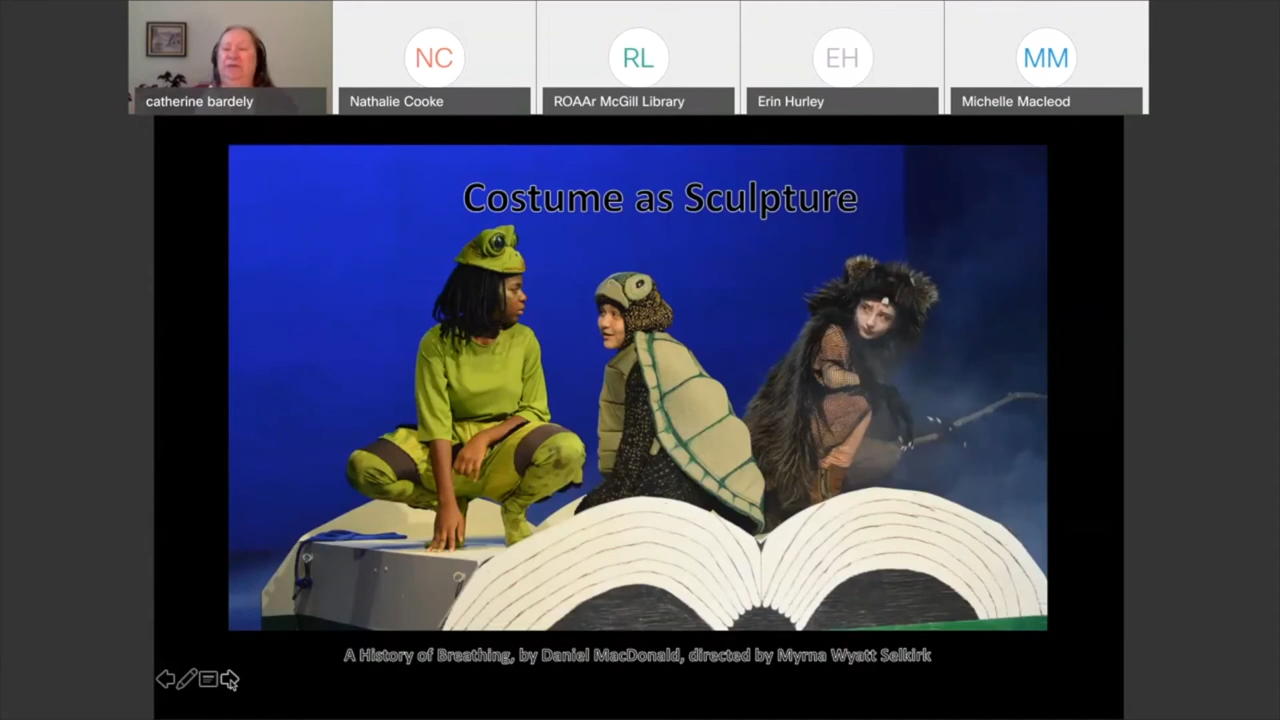 NC
RL
EH
MM
catherine bardely
Nathalie Cooke
ROAAr McGill Library
Erin Hurley
Michelle Macleod
Costume as Sculpture
A History of Breathing, by Daniel MacDonald, directed by Myrna Wyatt Selkirk